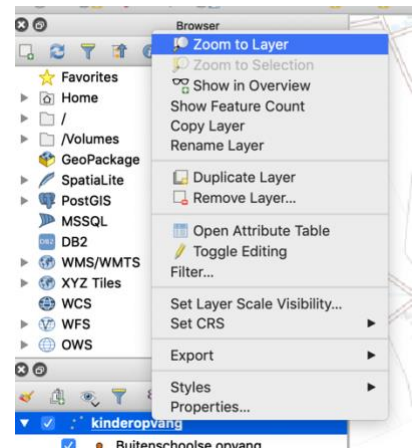 Browser
Favorites
Home
/
/Volumes
GeoPackage
SpatiaLite
PostGIS
MSSQL
DB2
WMS/WMTS
XYZ Tiles
WCS
WFS
OWS
Zoom to Layer
Zoom to Selection
Show in Overview
Show Feature Count
Copy Layer
Rename Layer
Duplicate Layer
Remove Layer...
Open Attribute Table
Toggle Editing
Filter...
Set Layer Scale Visibility...
Set CRS
Export
Styles
Properties...
kinderopvang
Buitenschoolse opvang